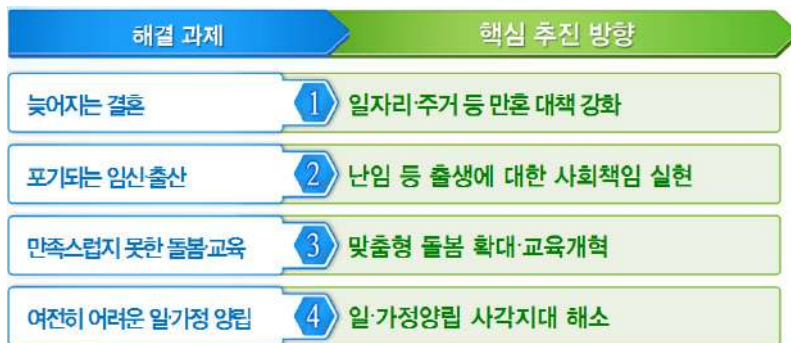 해결 과제
핵심 추진 방향
늦어지는 결혼
1
일자리·주거 등 만혼 대책 강화
포기되는 임신·출산
2
난임 등 출생에 대한 사회책임 실현
만족스럽지 못한 돌봄·교육
3
맞춤형 돌봄 확대·교육개혁
여전히 어려운 일·가정 양립
4
일·가정양립 사각지대 해소